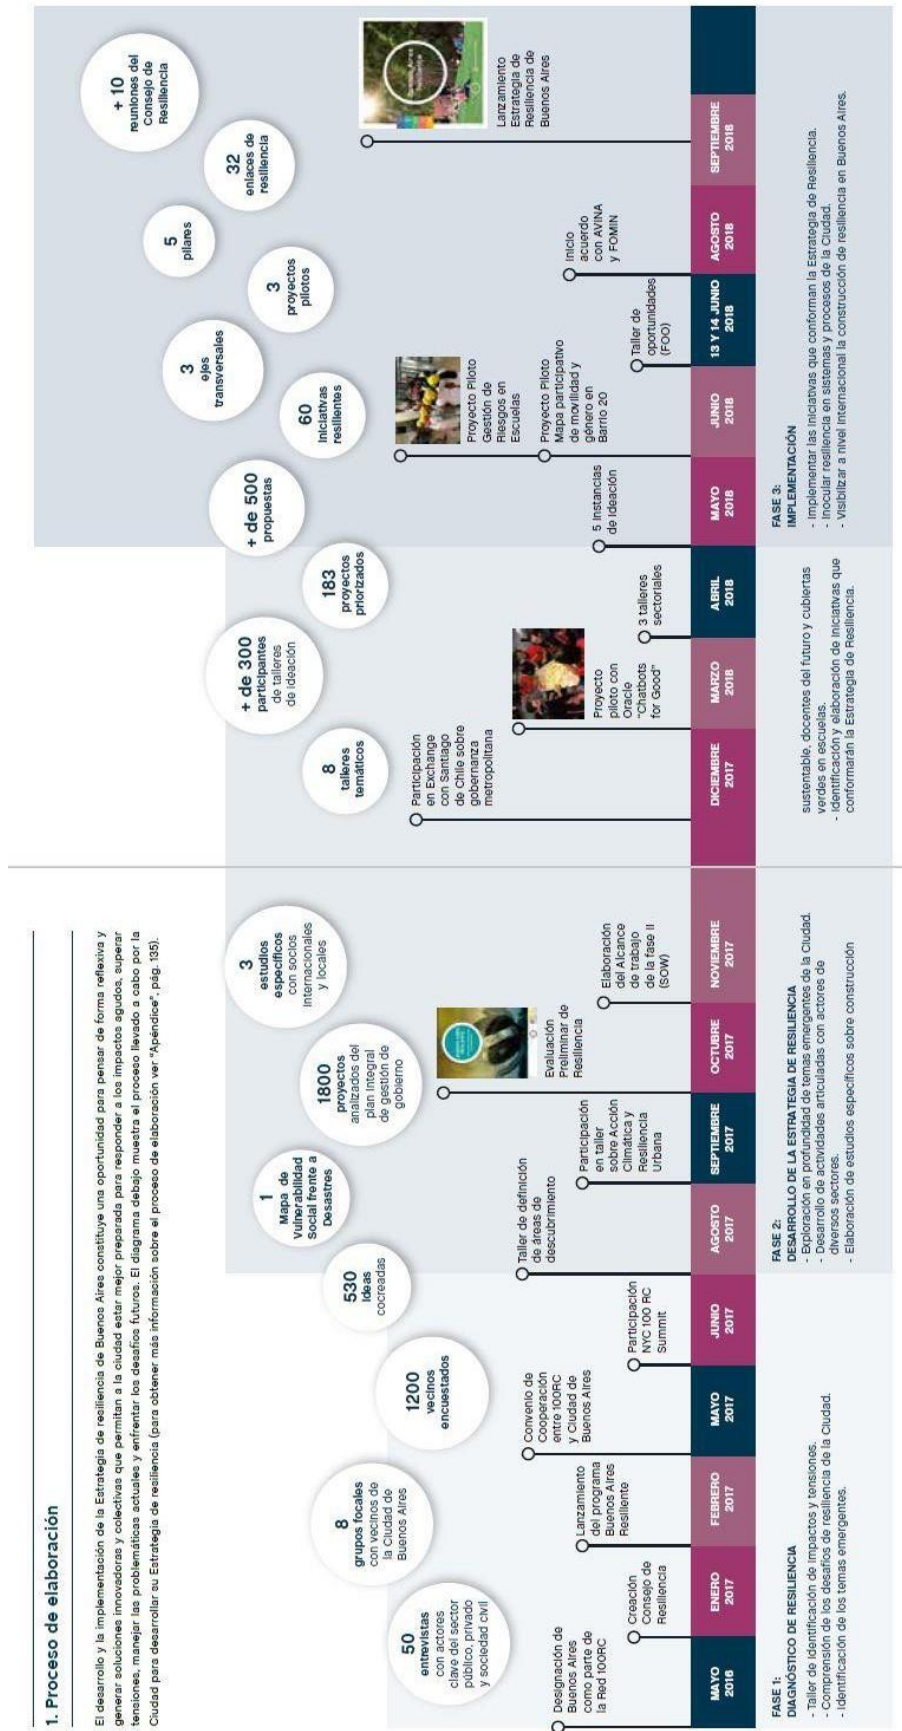 1. Proceso de elaboración
El desarrollo y la implementación de la Estrategia de resiliencia de Buenos Aires constituye una oportunidad para pensar de forma reflexiva y
generar soluciones innovadoras y colectivas que permitan a la ciudad estar mejor preparada para responder a los impactos agudos, superar
tensiones, manejar las problemáticas actuales y enfrentar los desafíos futuros. El diagrama debajo muestra el proceso llevado a cabo por la
Ciudad para desarrollar su Estrategia de resiliencia (para obtener más información sobre el proceso de elaboración ver "Apéndice", pág. 135).
50
entrevistas
con actores
clave del sector
público, privado
y sociedad civil
8
grupos focales
con vecinos de
la Ciudad de
Buenos Aires
1200
vecinos
encuestados
530
ideas
cocreadas
1
Mapa de
vulnerabilidad
Social frente a
Desastres
1800
proyectos
analizados del
plan integral
de gestión de
gobierno
3
estudios
específicos
con socios
internacionales
y locales
8
talleres
temáticos
+ de 300
participantes
de talleres
de ideación
183
proyectos
priorizados
+ de 500
propuestas
60
iniciativas
resilientes
3
ejes
transversales
3
proyectos
pilotos
5
pilares
32
enlaces de
resiliencia
+ 10
reuniones del
Consejo de
Resiliencia
Designación de
Buenos Aires
como parte de
la Red 100RC
Creación
Consejo de
Resiliencia
Lanzamiento
del programa
Buenos Aires
Resiliente
Convenio de
Cooperación
entre 100RC
y Ciudad de
Buenos Aires
Participación
NYC 100 RC
Summit
Taller de definición
de áreas de
descubrimiento
Participación
en taller
sobre Acción
Climática y
Resiliencia
Urbana
Evaluación
Preliminar de
Resiliencia
Elaboración
del Alcance
de trabajo
de la fase II
(SOW)
Participación
en Exchange
con Santiago
de Chile sobre
gobernanza
metropolitana
Proyecto
piloto con
Oracle
"Chatbots
for Good"
3 talleres
sectoriales
5 instancias
de ideación
Proyecto Piloto
Gestión de
Riesgos en
Escuelas
Proyecto Piloto
Mapa participativo
de movilidad y
género en
Barrio 20
Taller de
oportunidades
(FOO)
Inicio
acuerdo
con AVINA
y FOMIN
Lanzamiento
Estrategia de
Resiliencia de
Buenos Aires
MAYO
2016
ENERO
2017
FEBRERO
2017
MAYO
2017
JUNIO
2017
AGOSTO
2017
SEPTIEMBRE
2017
OCTUBRE
2017
NOVIEMBRE
2017
DICIEMBRE
2017
MARZO
2018
ABRIL
2018
MAYO
2018
JUNIO
2018
13 Y 14 JUNIO
2018
AGOSTO
2018
SEPTIEMBRE
2018
FASE 1:
DIAGNÓSTICO DE RESILIENCIA
- Taller de identificación de impactos y tensiones.
- Comprensión de los desafíos de resiliencia de la Ciudad.
- Identificación de los temas emergentes.
FASE 2:
DESARROLLO DE LA ESTRATEGIA DE RESILIENCIA
- Exploración en profundidad de temas emergentes de la Ciudad.
- Desarrollo de actividades articuladas con actores de
diversos sectores.
- Elaboración de estudios específicos sobre construcción
sustentable, docentes del futuro y cubiertas
verdes en escuelas.
- Identificación y elaboración de iniciativas que
conformarán la Estrategia de Resiliencia.
FASE 3:
IMPLEMENTACIÓN
- Implementar las iniciativas que conforman la Estrategia de Resiliencia.
- Inocular resiliencia en sistemas y procesos de la Ciudad.
- Visibilizar a nivel internacional la construcción de resiliencia en Buenos Aires.